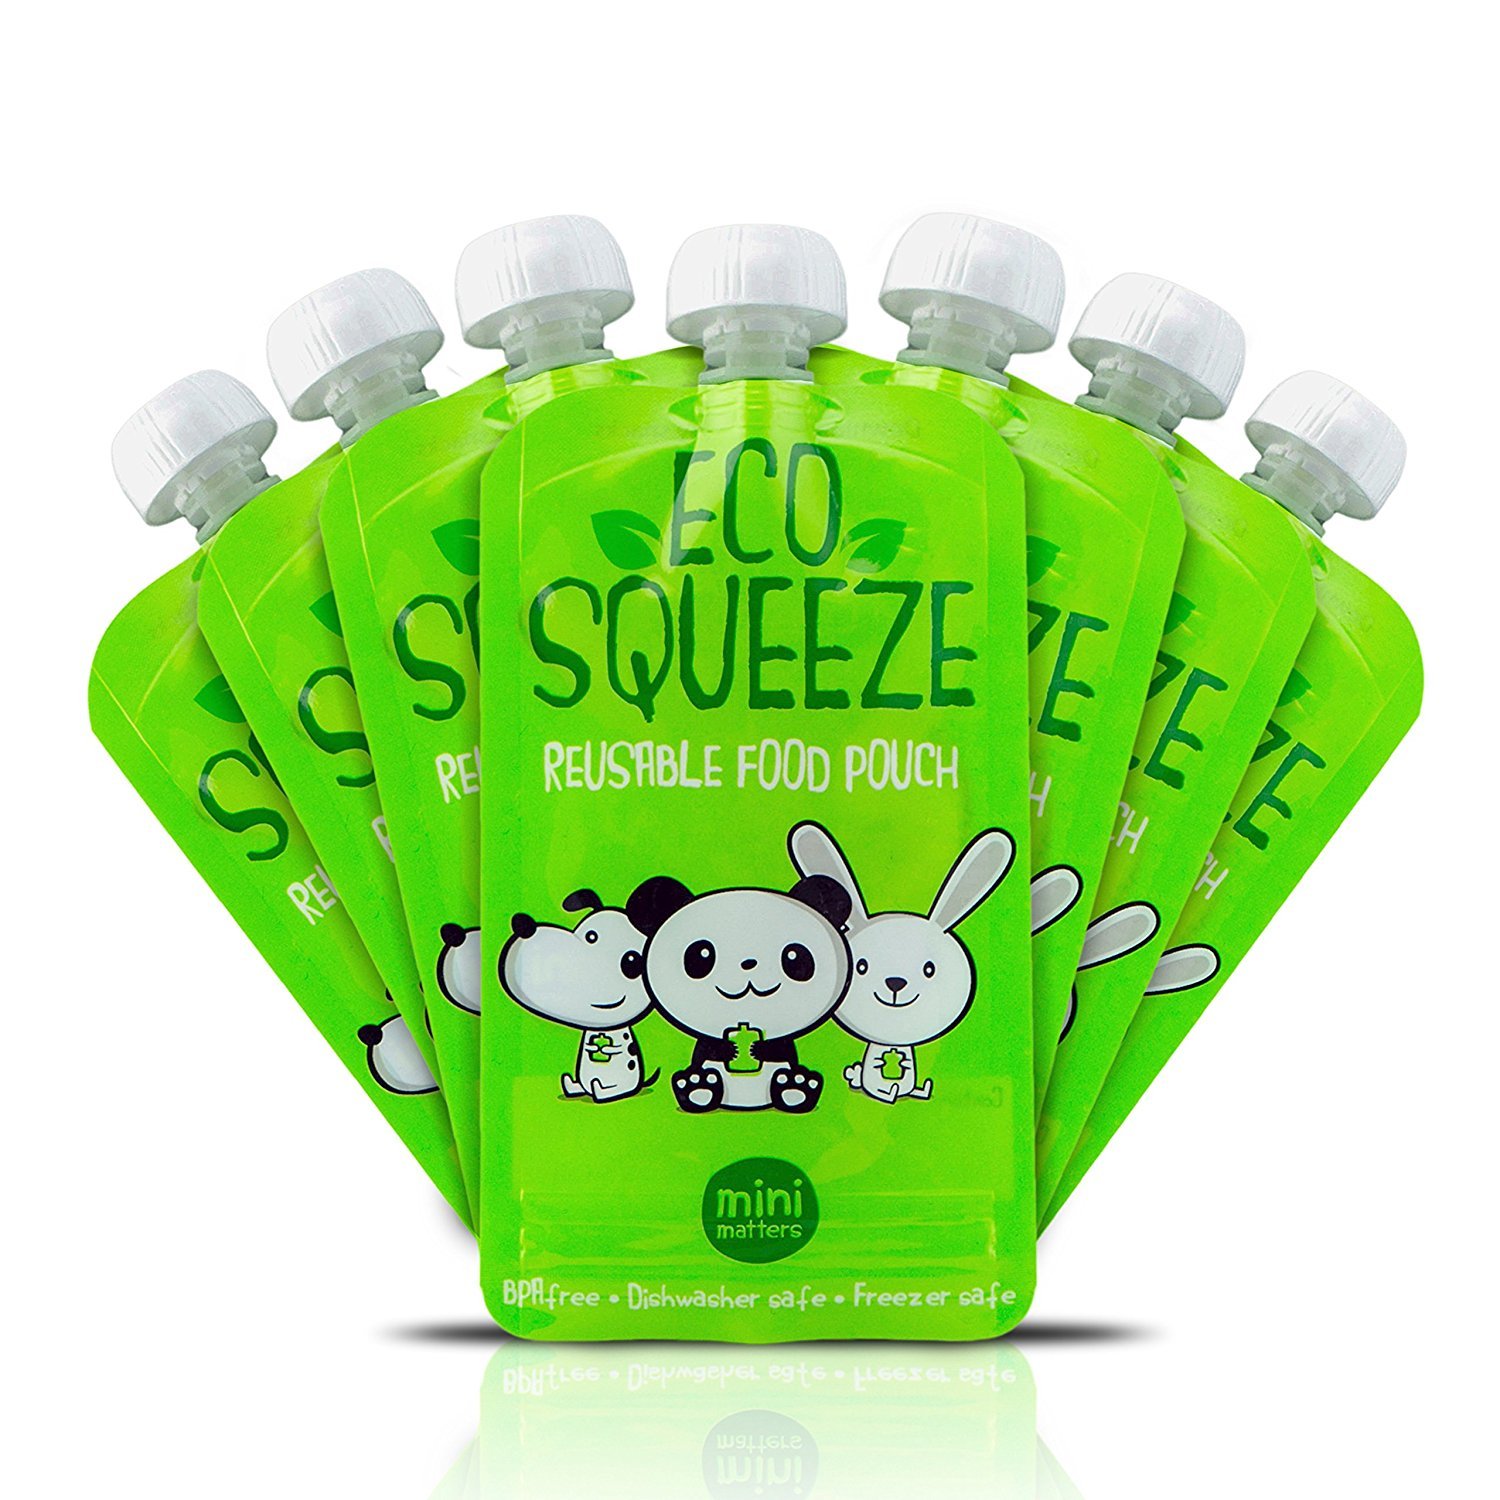 ECO
SQUEEZE
REUSABLE FOOD POUCH
mini
matters
BPA free • Dishwasher safe • Freezer safe